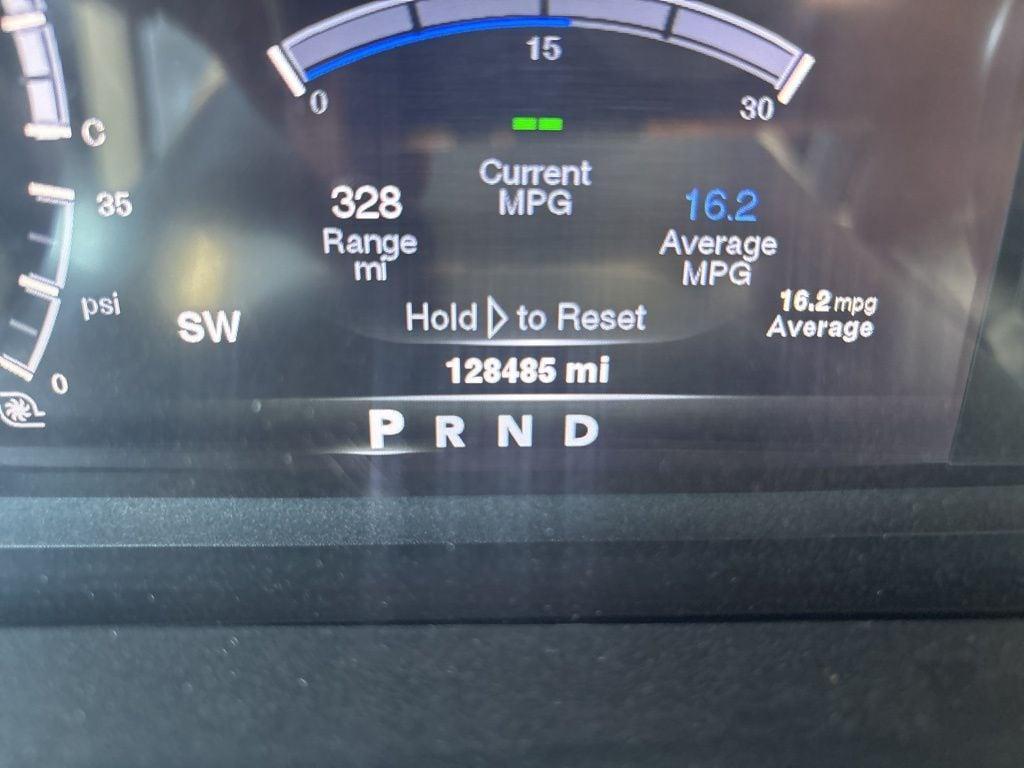 15
0
30
C
Current
MPG
328
Range
mi
16.2
Average
MPG
35
psi
0
SW
Hold ▷ to Reset
16.2 mpg
Average
128485 mi
P R N D